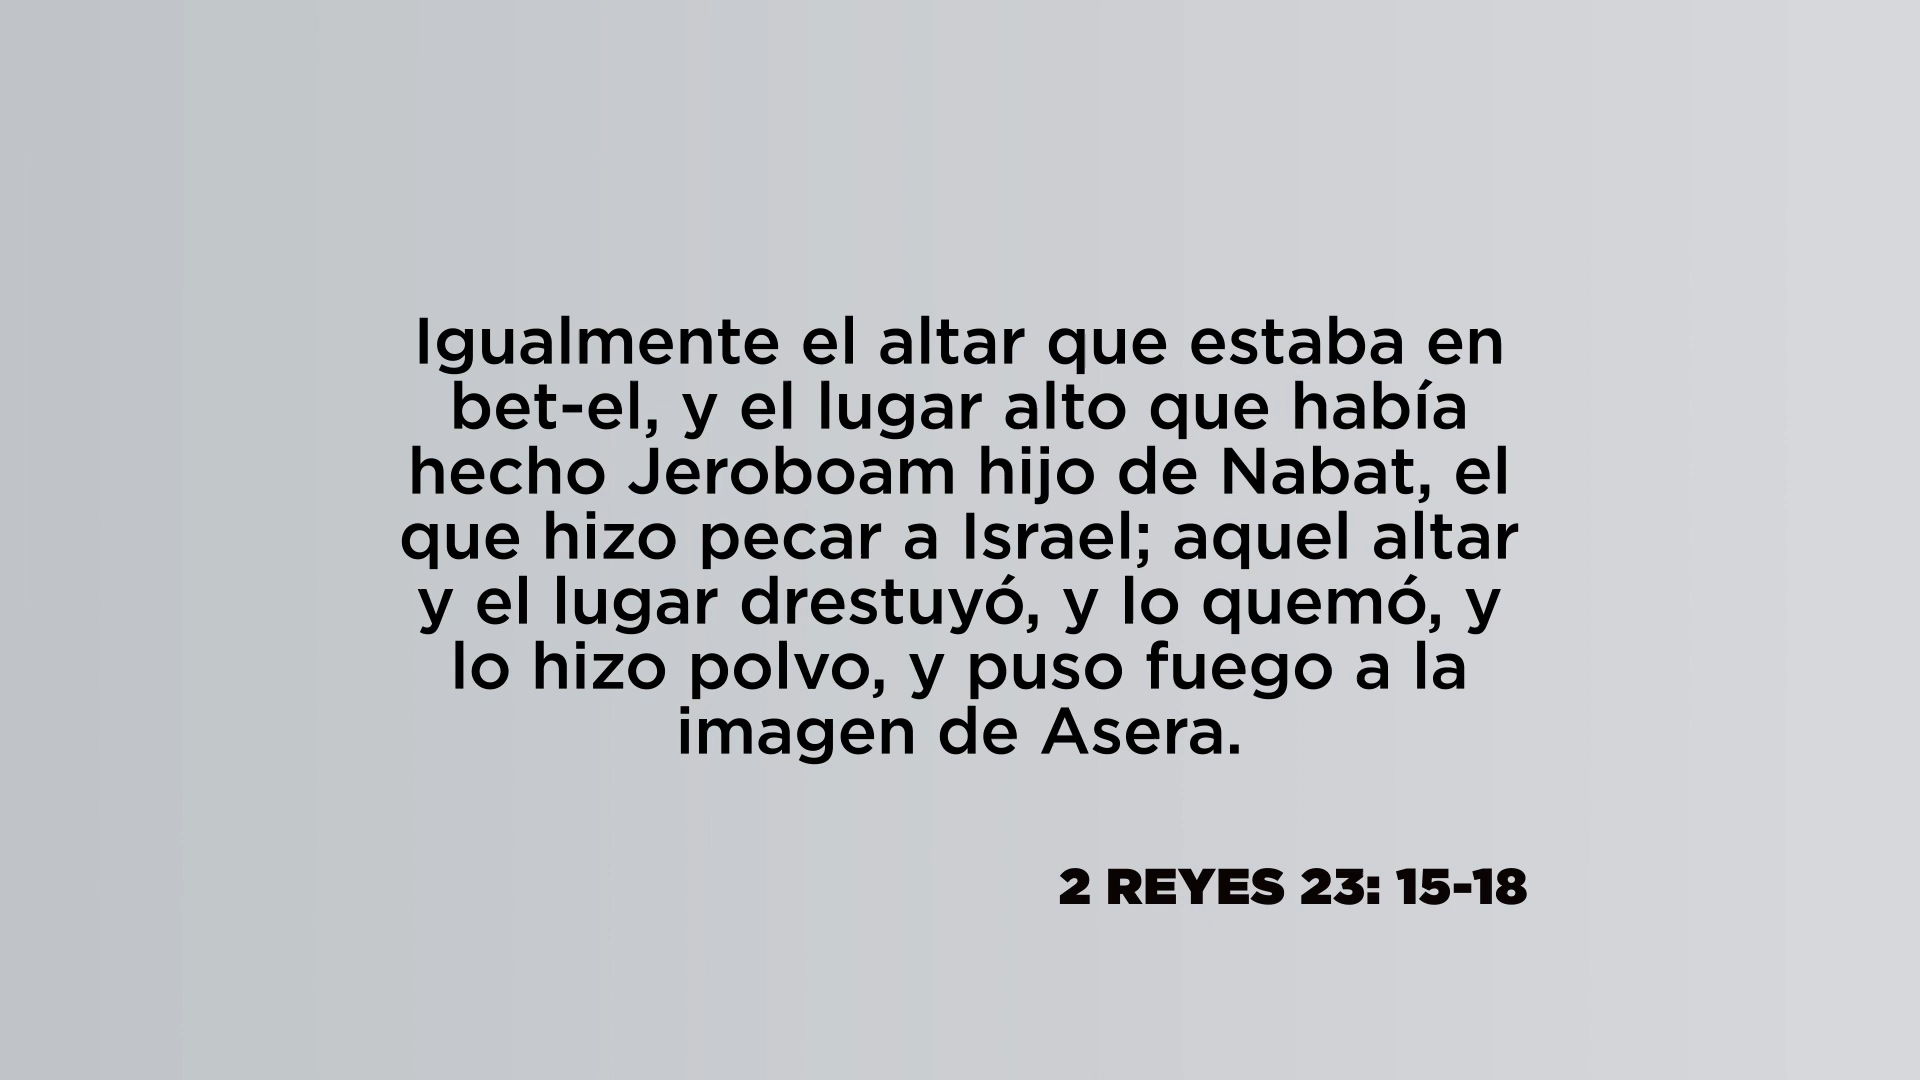 Igualmente el altar que estaba en
bet-el, y el lugar alto que había
hecho Jeroboam hijo de Nabat, el
que hizo pecar a Israel; aquel altar
y el lugar drestuyó, y lo quemó, y
lo hizo polvo, y puso fuego a la
imagen de Asera.
2 REYES 23: 15-18